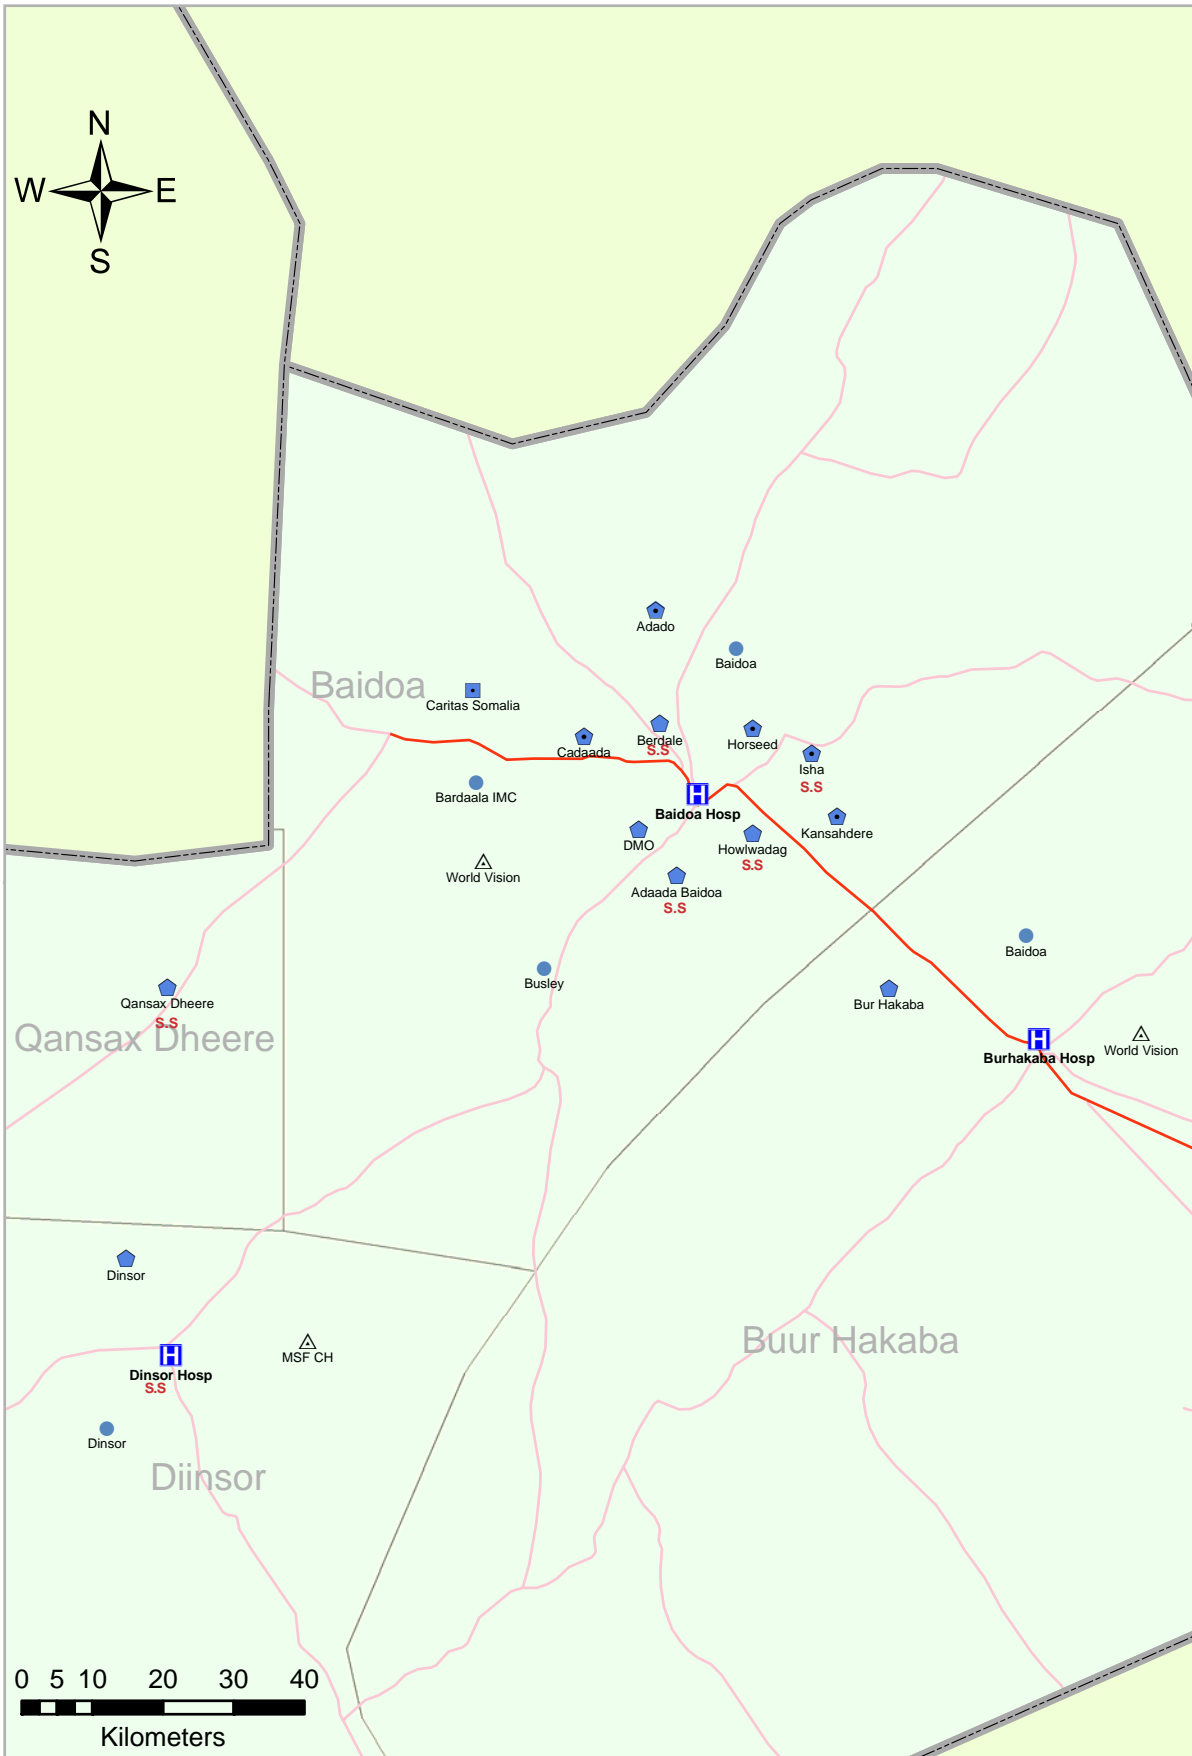 N
W
E
S
Adado
Baidoa
Baidoa
Caritas Somalia
Berdale
S.S
Horseed
Cadaada
Isha
S.S
Bardaala IMC
H
Baidoa Hosp
Kansahdere
DMO
Howlwadag
S.S
World Vision
Adaada Baidoa
S.S
Baidoa
Busley
Qansax Dheere
S.S
Bur Hakaba
Qansax Dheere
H
Burhakaba Hosp
World Vision
Dinsor
Buur Hakaba
MSF CH
H
Dinsor Hosp
S.S
Dinsor
Diinsor
0 5 10 20 30 40
Kilometers